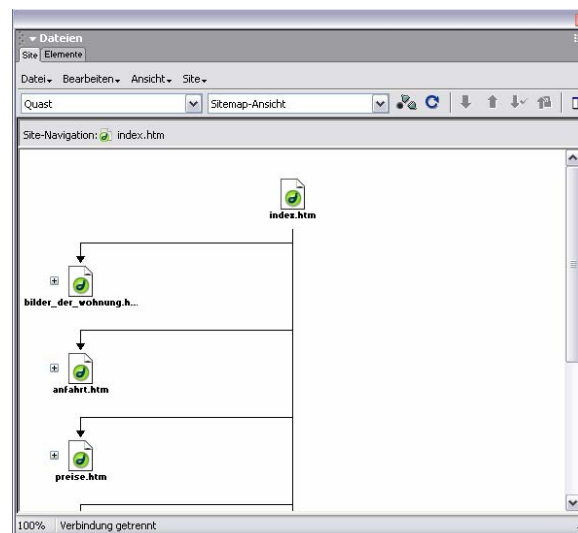 Dateien
Site Elemente
Datei Bearbeiten Ansicht Site
Quast Sitemap-Ansicht
Site-Navigation: index.htm
index.htm
bilder_der_wohnung.h...
anfahrt.htm
preise.htm
100% Verbindung getrennt